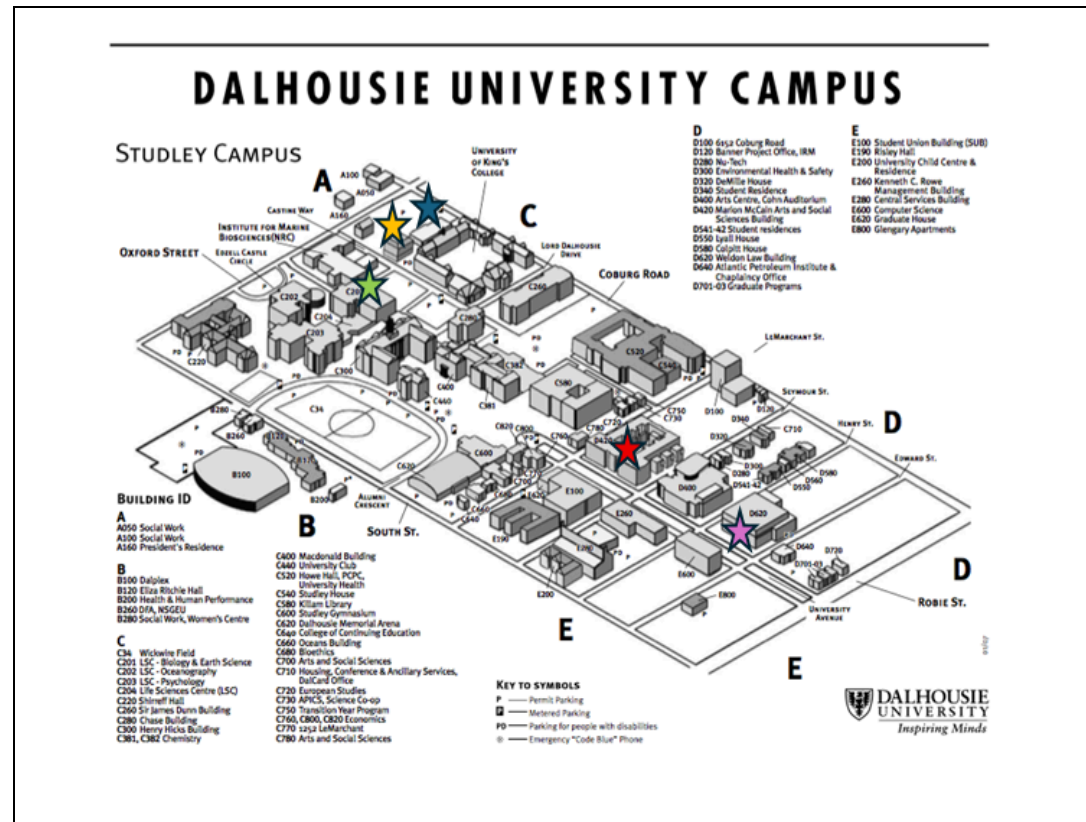 DALHOUSIE UNIVERSITY CAMPUS
STUDLEY CAMPUS
UNIVERSITY
OF KING'S
COLLEGE
A
A100
A050
A160
CASTINE WAY
INSTITUTE FOR MARINE
BIOSCIENCES(NRC)
EDZELL CASTLE
CIRCLE
OXFORD STREET
C
LORD DALHOUSIE
DRIVE
COBURG ROAD
LEMARCHANT ST.
SEYMOUR ST.
HENRY ST.
EDWARD ST.
D
D
ROBIE ST.
UNIVERSITY
AVENUE
E
E
B
SOUTH ST.
ALUMNI
CRESCENT
C202
C204
C203
C220
C300
C34
C260
C280
C382
C381
C400
C440
C520
C540
C580
C750
C730
C720
C780
C760
C820
C800
C600
C620
C700
C680
C660
C640
E100
E190
E200
E260
E280
E600
E800
D100
D120
D340
C710
D320
D300
D280
D541-42
D550
D560
D580
D400
D420
D620
D640
D701-03
D720
B280
B260
B100
B200
D
D100 6152 Coburg Road
D120 Banner Project Office, IRM
D280 Nu-Tech
D300 Environmental Health & Safety
D320 DeMille House
D340 Student Residence
D400 Arts Centre, Cohn Auditorium
D420 Marion McCain Arts and Social
Sciences Building
D541-42 Student residences
D550 Lyall House
D580 Colpitt House
D620 Weldon Law Building
D640 Atlantic Petroleum Institute &
Chaplaincy Office
D701-03 Graduate Programs
E
E100 Student Union Building (SUB)
E190 Risley Hall
E200 University Child Centre &
Residence
E260 Kenneth C. Rowe
Management Building
E280 Central Services Building
E600 Computer Science
E620 Graduate House
E800 Glengary Apartments
BUILDING ID
A
A050 Social Work
A100 Social Work
A160 President's Residence
B
B100 Dalplex
B120 Eliza Ritchie Hall
B200 Health & Human Performance
B260 DFA, NSGEU
B280 Social Work, Women's Centre
C
C34 Wickwire Field
C201 LSC - Biology & Earth Science
C202 LSC - Oceanography
C203 LSC - Psychology
C204 Life Sciences Centre (LSC)
C220 Shirreff Hall
C260 Sir James Dunn Building
C280 Chase Building
C300 Henry Hicks Building
C381, C382 Chemistry
C400 Macdonald Building
C440 University Club
C520 Howe Hall, PCPC,
University Health
C540 Studley House
C580 Killam Library
C600 Studley Gymnasium
C620 Dalhousie Memorial Arena
C640 College of Continuing Education
C660 Oceans Building
C680 Bioethics
C700 Arts and Social Sciences
C710 Housing, Conference & Ancillary Services,
DalCard Office
C720 European Studies
C730 APICS, Science Co-op
C750 Transition Year Program
C760, C800, C820 Economics
C770 1252 LeMarchant
C780 Arts and Social Sciences
KEY TO SYMBOLS
P Permit Parking
P Metered Parking
PD Parking for people with disabilities
Emergency "Code Blue" Phone
DALHOUSIE
UNIVERSITY
Inspiring Minds